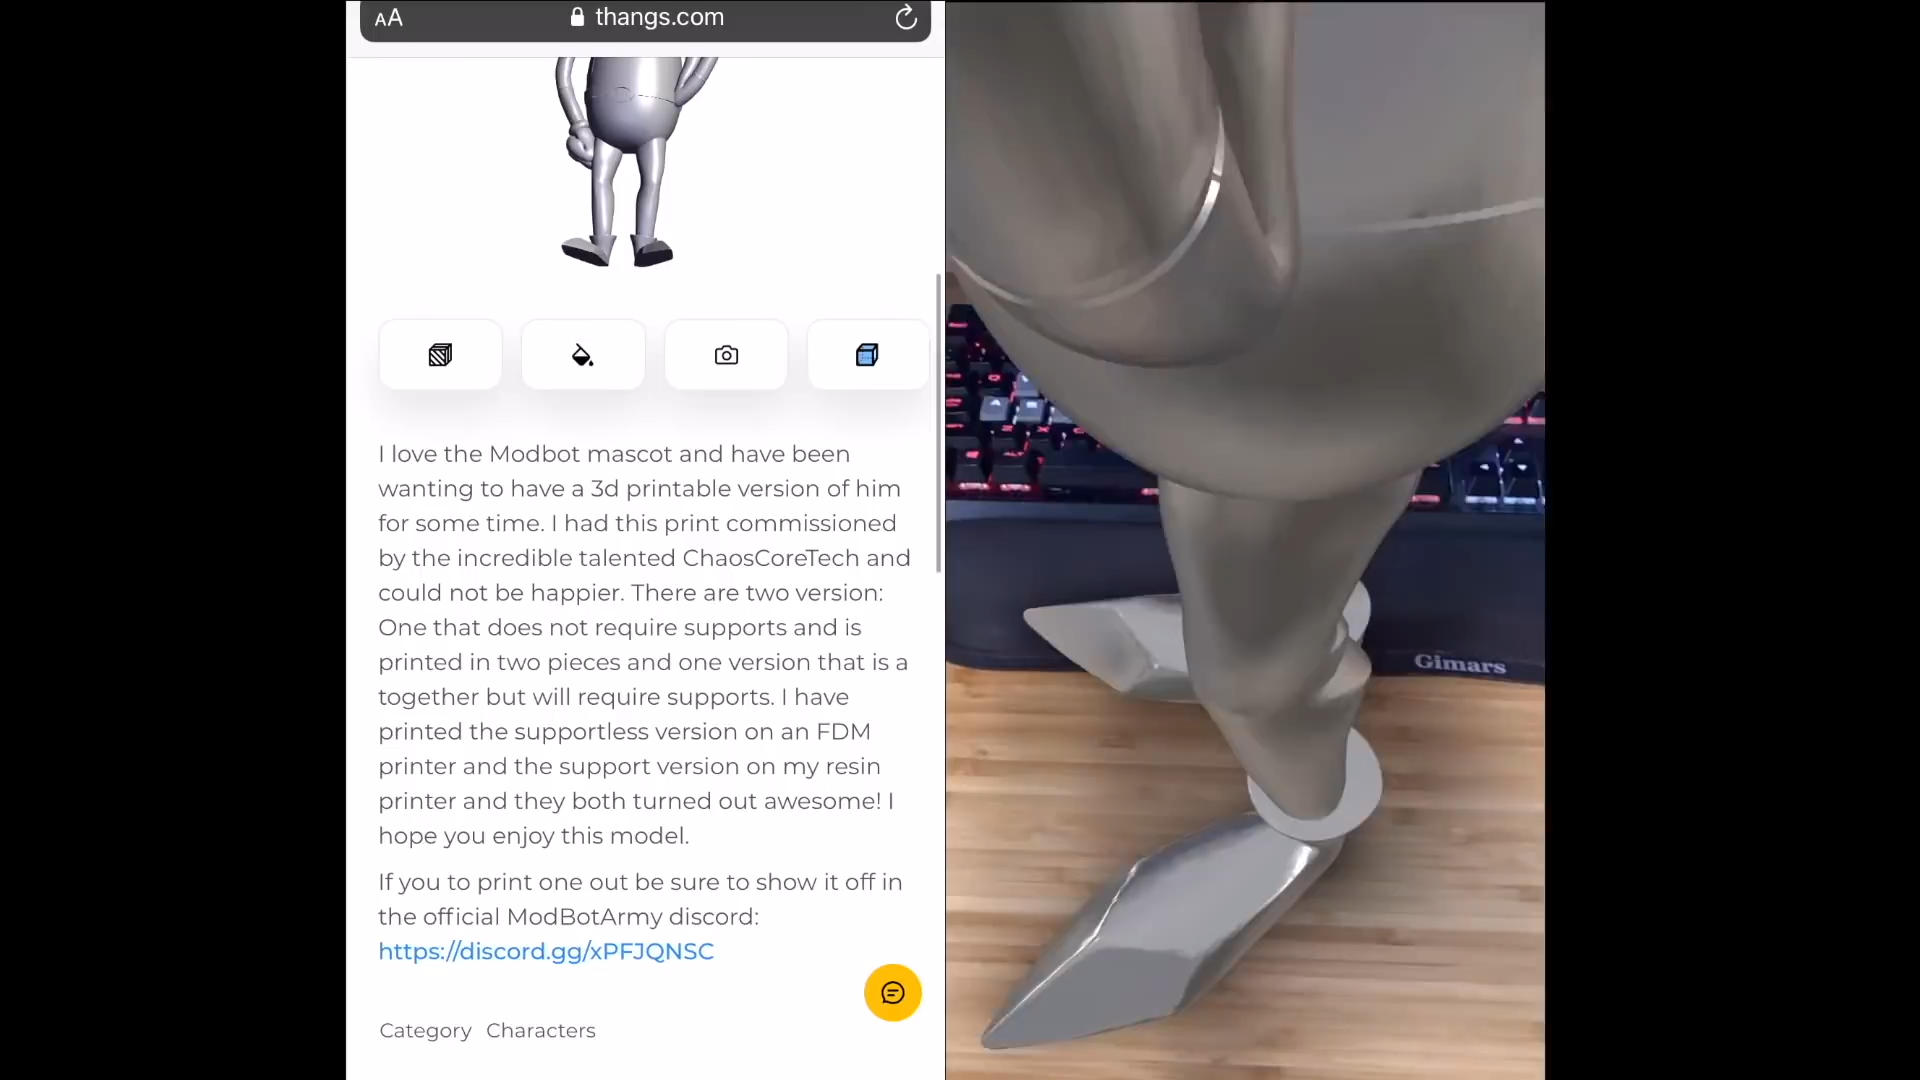 AA
thangs.com
I love the Modbot mascot and have been
wanting to have a 3d printable version of him
for some time. I had this print commissioned
by the incredible talented ChaosCoreTech and
could not be happier. There are two version:
One that does not require supports and is
printed in two pieces and one version that is a
together but will require supports. I have
printed the supportless version on an FDM
printer and the support version on my resin
printer and they both turned out awesome! I
hope you enjoy this model.
If you to print one out be sure to show it off in
the official ModBotArmy discord:
https://discord.gg/xPFJQNSC
Category Characters
Gimars